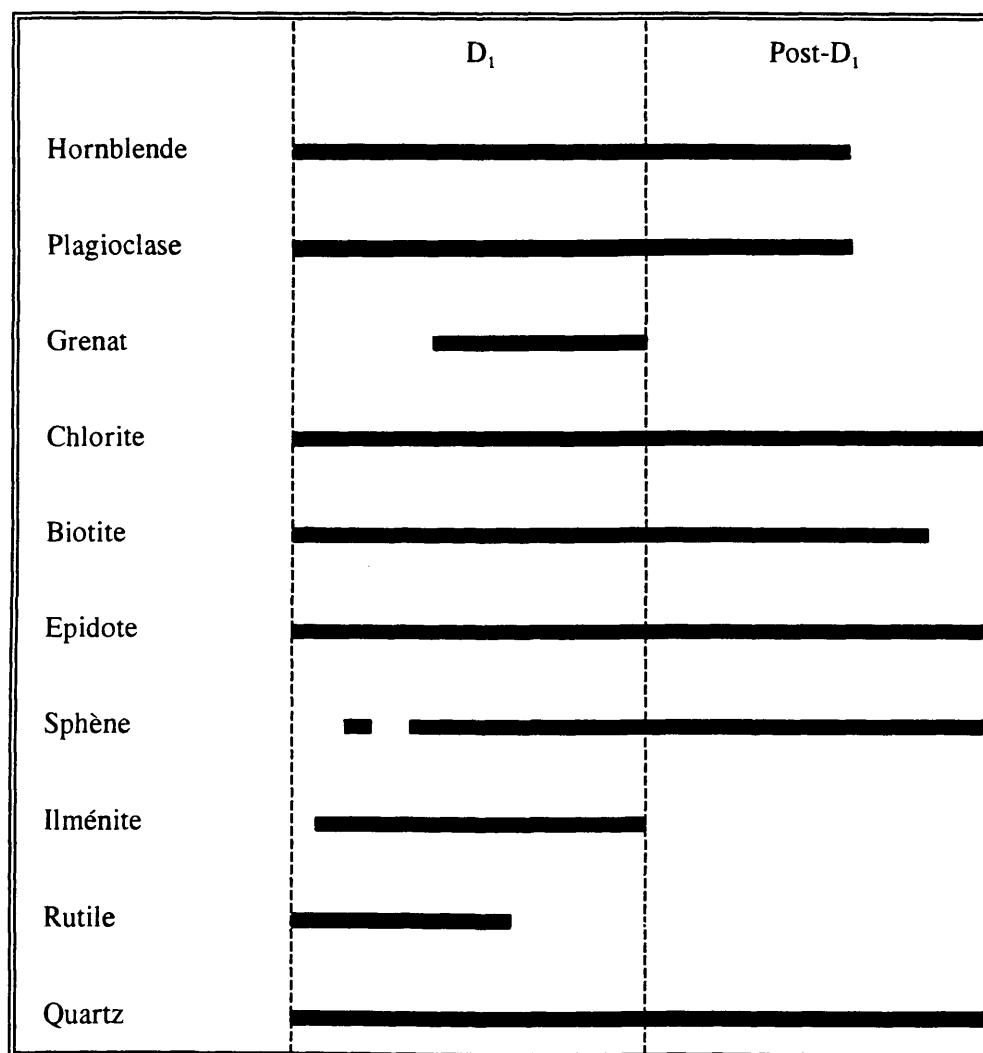 D₁ Post-D₁
Hornblende
Plagioclase
Grenat
Chlorite
Biotite
Epidote
Sphène
Ilménite
Rutile
Quartz